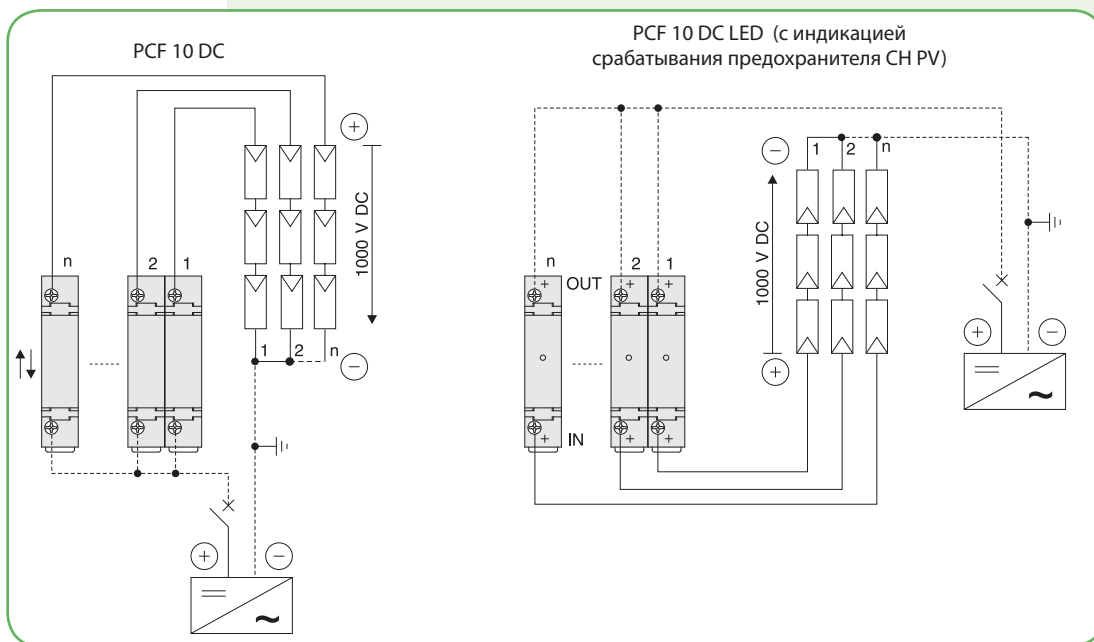 PCF 10 DC
n
2 1
1000 V DC
+
1 2 n
−
+ −
PCF 10 DC LED (с индикацией
срабатывания предохранителя CH PV)
−
1 2 n
1000 V DC
+
n 2 1
+ OUT + +
+ IN + +
+ −